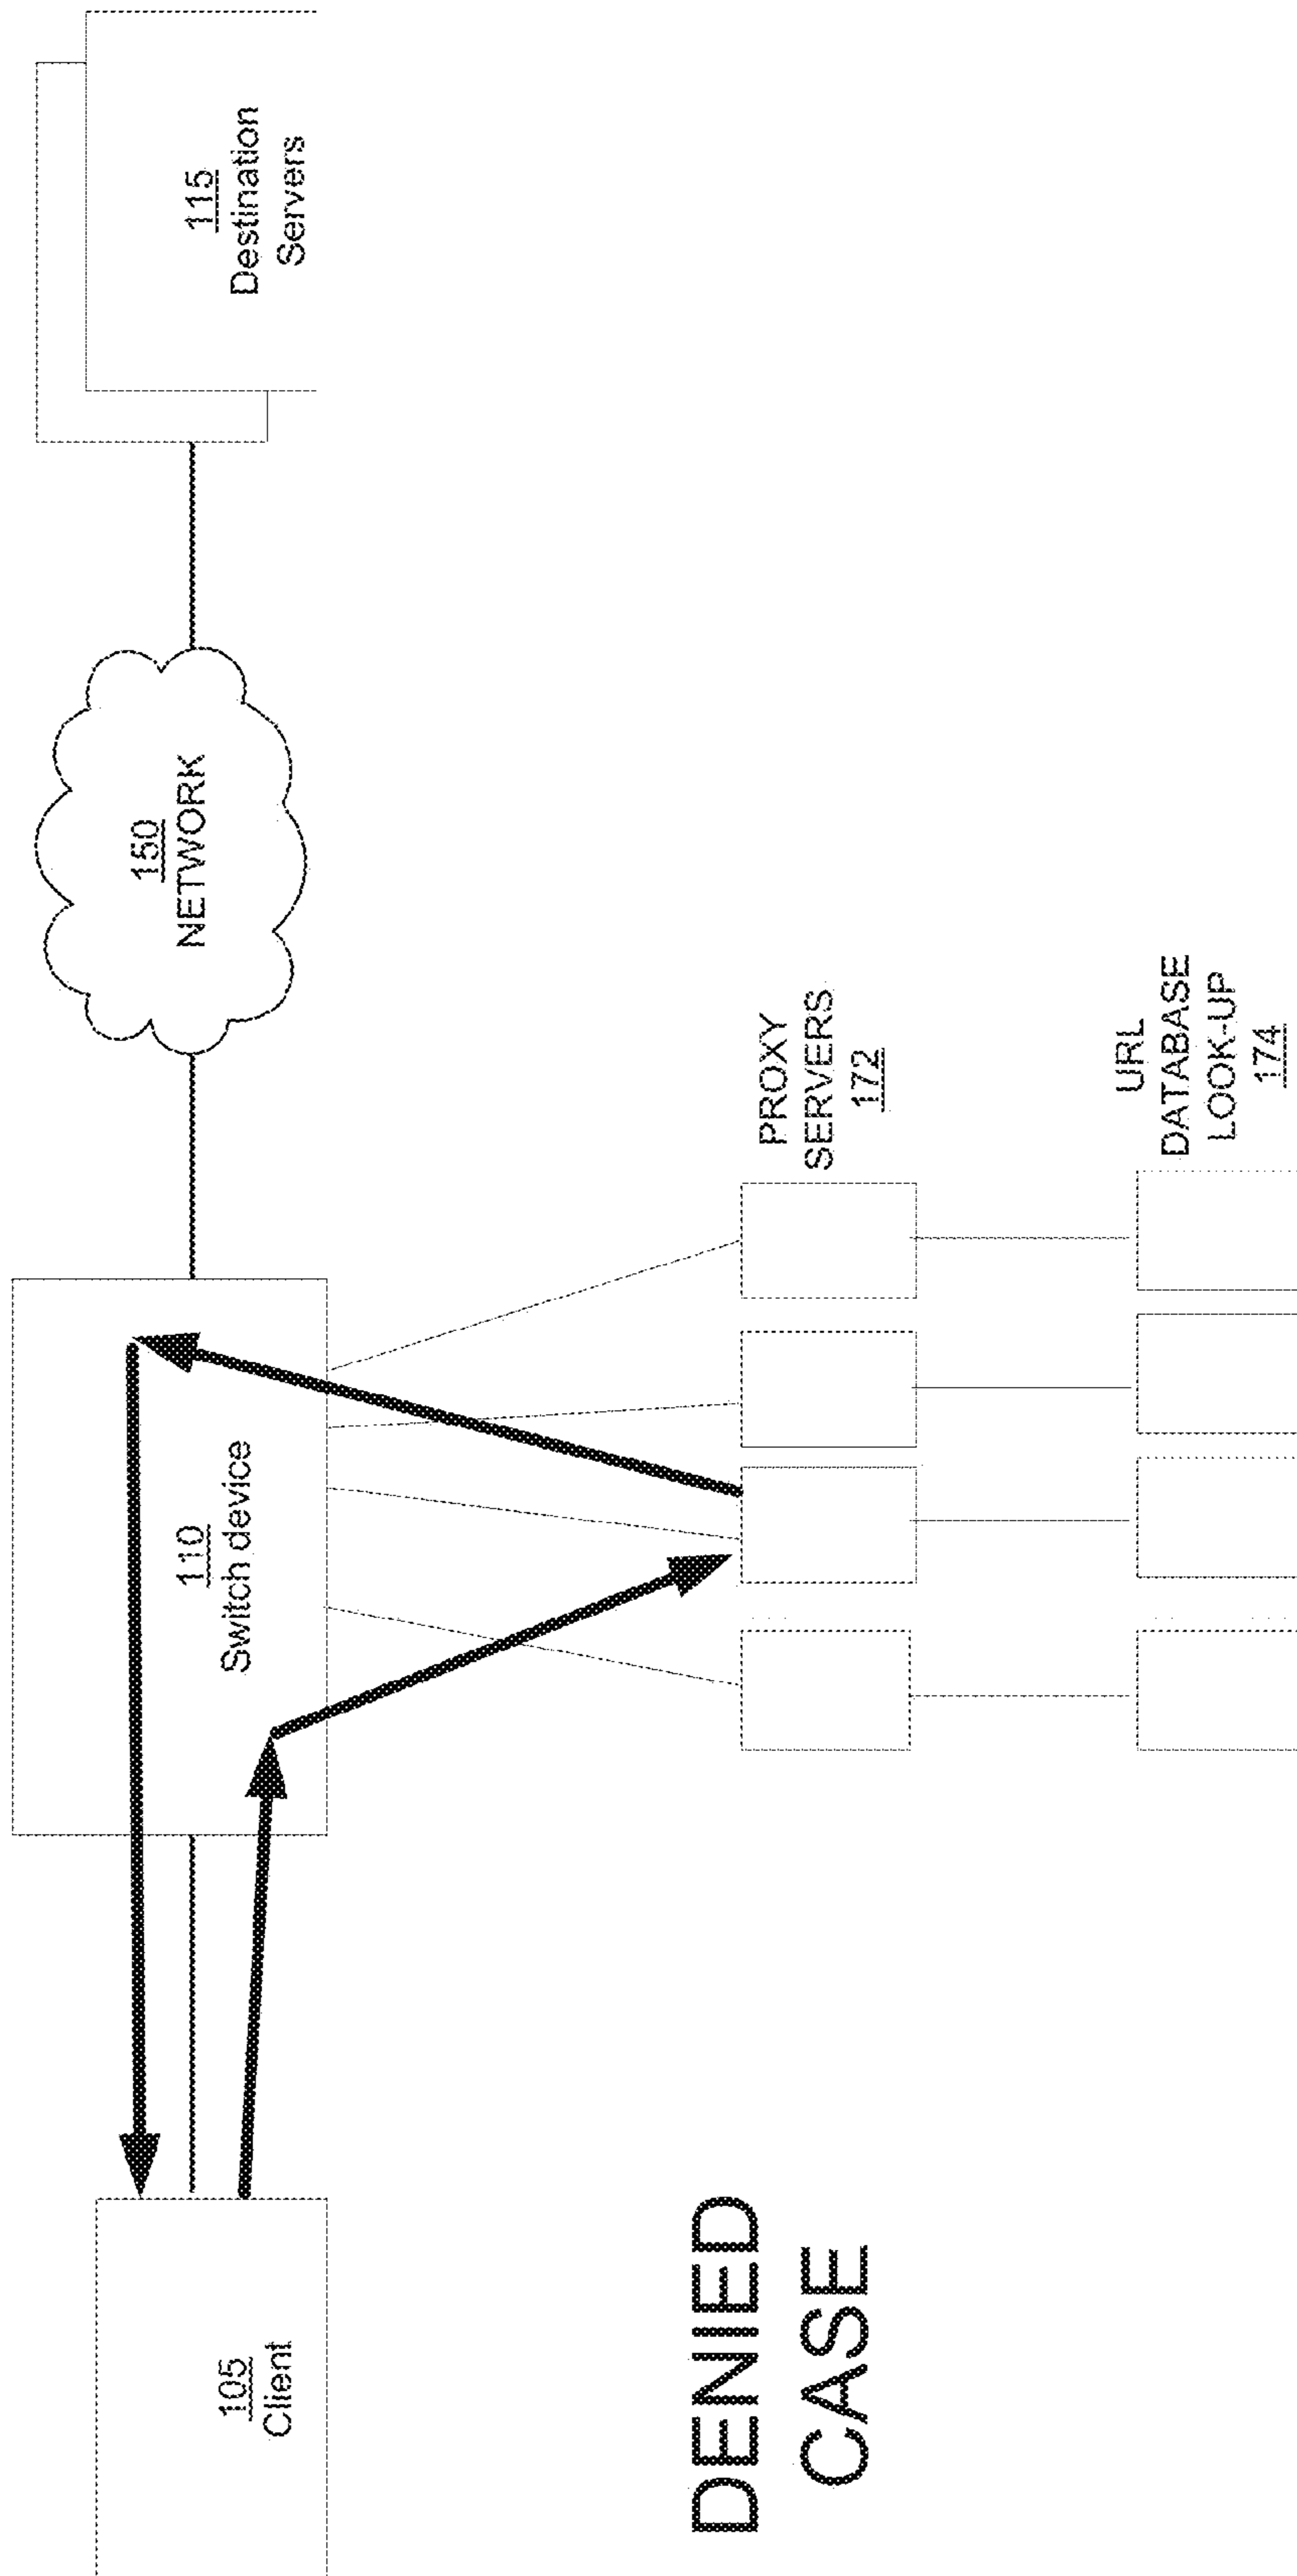 105
Client
110
Switch device
150
NETWORK
115
Destination
Servers
PROXY
SERVERS
172
URL
DATABASE
LOOK-UP
174
DENIED
CASE